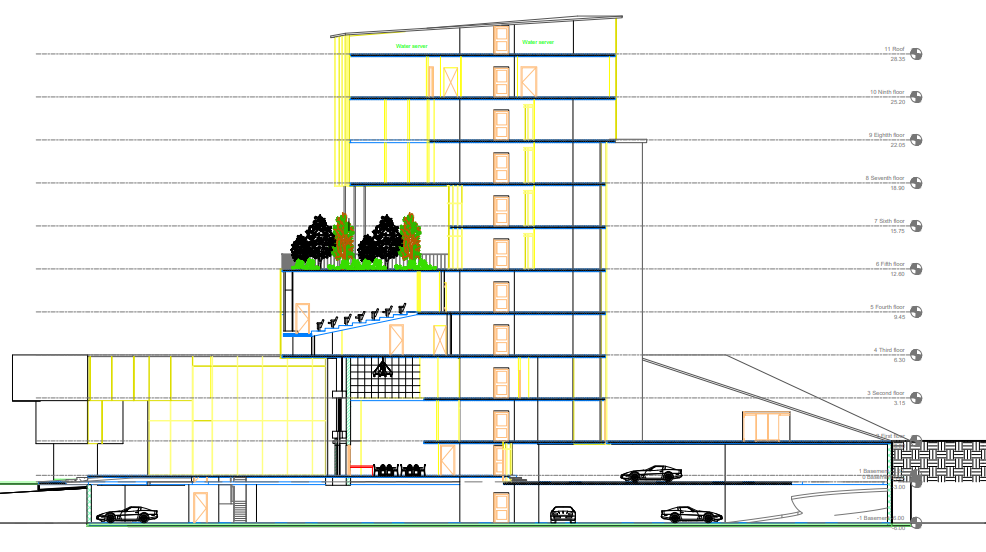 Water server
Water server
11 Roof
28.35
10 Ninth floor
25.20
9 Eighth floor
22.05
8 Seventh floor
18.90
7 Sixth floor
15.75
6 Fifth floor
12.60
5 Fourth floor
9.45
4 Third floor
6.30
3 Second floor
3.15
1 Basement
-1 Basement